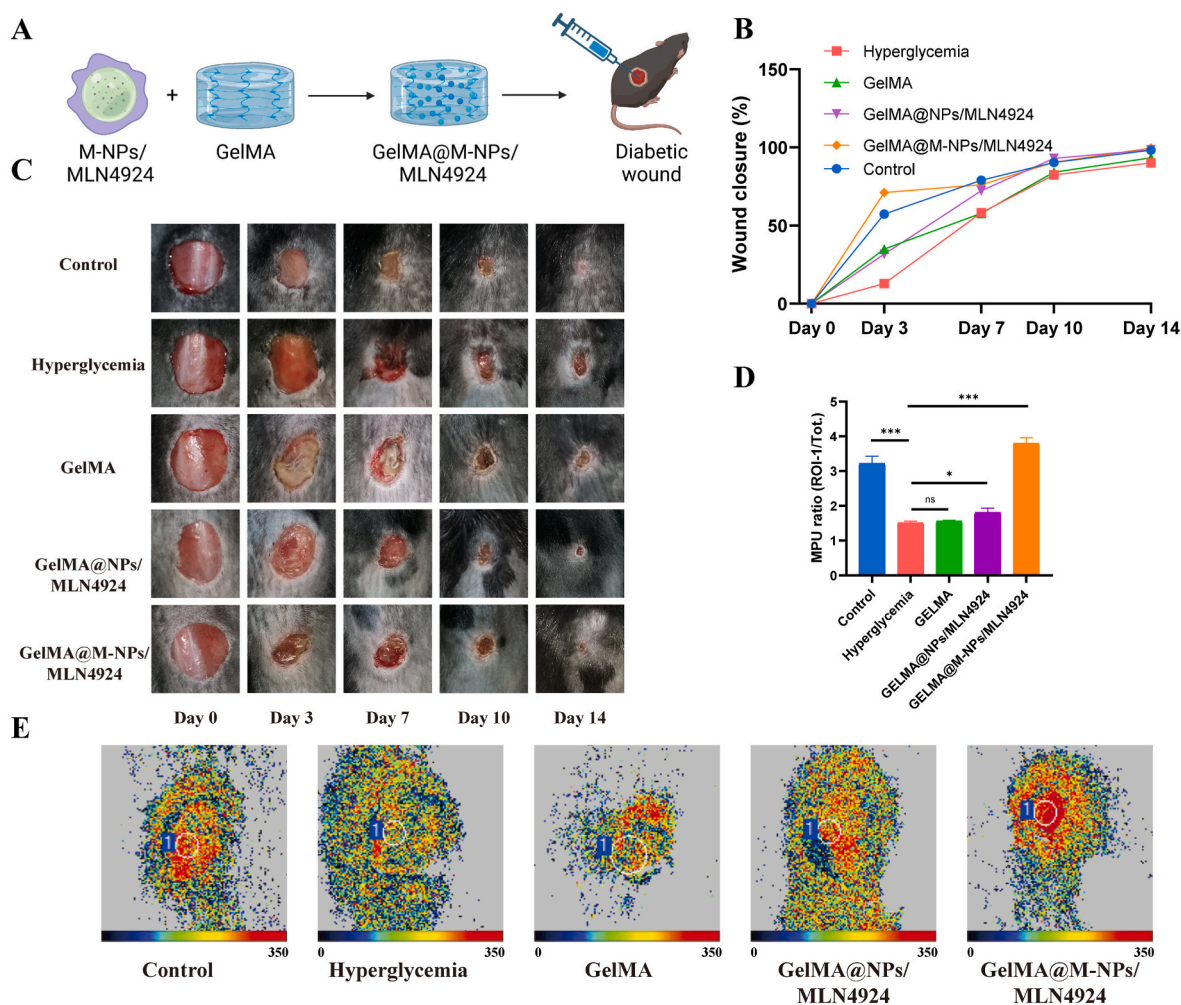 A
M-NPs/
MLN4924
+
GelMA
GelMA@M-NPs/
MLN4924
Diabetic
wound
B
Hyperglycemia
GelMA
GelMA@NPs/MLN4924
GelMA@M-NPs/MLN4924
Control
Wound closure (%)
150
100
50
0
Day 0
Day 3
Day 7
Day 10
Day 14
C
Control
Hyperglycemia
GelMA
GelMA@NPs/
MLN4924
GelMA@M-NPs/
MLN4924
Day 0
Day 3
Day 7
Day 10
Day 14
D
MPU ratio (ROI-1/Tot.)
5
4
3
2
1
0
***
***
*
ns
Control
Hyperglycemia
GELMA
GELMA@NPs/MLN4924
GELMA@M-NPs/MLN4924
E
1
1
1
1
1
0 350
0 350
0 350
0 350
0 350
Control
Hyperglycemia
GelMA
GelMA@NPs/
MLN4924
GelMA@M-NPs/
MLN4924